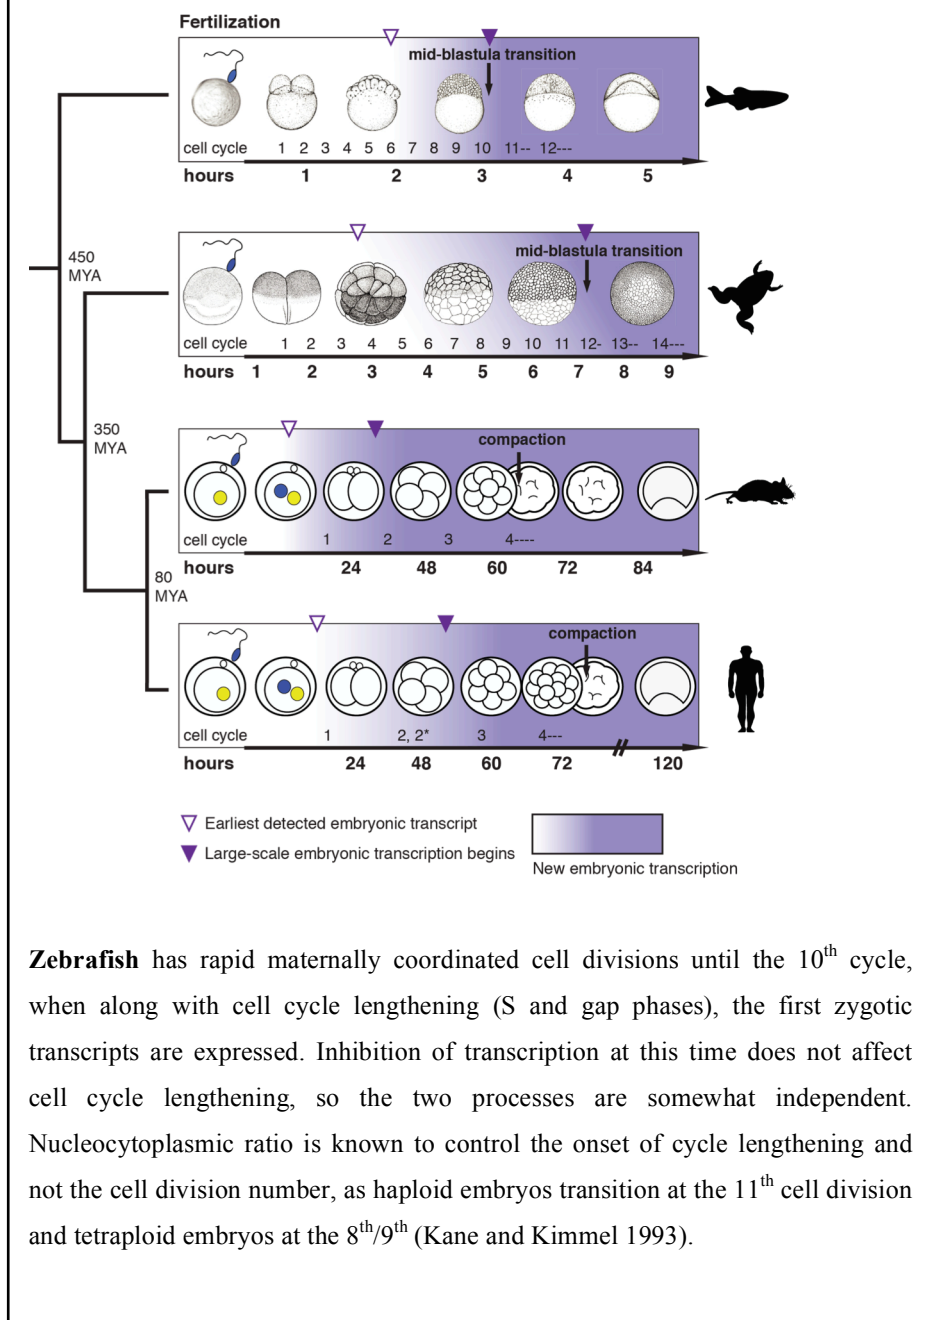 Fertilization
mid-blastula transition
cell cycle 1 2 3 4 5 6 7 8 9 10 11-- 12---
hours 1 2 3 4 5
450
MYA
mid-blastula transition
cell cycle 1 2 3 4 5 6 7 8 9 10 11 12- 13-- 14---
hours 1 2 3 4 5 6 7 8 9
350
MYA
compaction
cell cycle 1 2 3 4----
hours 24 48 60 72 84
80
MYA
compaction
cell cycle 1 2, 2* 3 4---
hours 24 48 60 72 120
Earliest detected embryonic transcript
Large-scale embryonic transcription begins
New embryonic transcription
Zebrafish has rapid maternally coordinated cell divisions until the 10th cycle,
when along with cell cycle lengthening (S and gap phases), the first zygotic
transcripts are expressed. Inhibition of transcription at this time does not affect
cell cycle lengthening, so the two processes are somewhat independent.
Nucleocytoplasmic ratio is known to control the onset of cycle lengthening and
not the cell division number, as haploid embryos transition at the 11th cell division
and tetraploid embryos at the 8th/9th (Kane and Kimmel 1993).